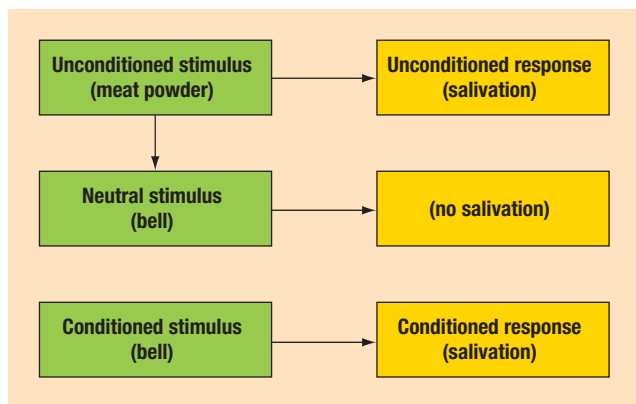 Unconditioned stimulus
(meat powder)
Unconditioned response
(salivation)
Neutral stimulus
(bell)
(no salivation)
Conditioned stimulus
(bell)
Conditioned response
(salivation)